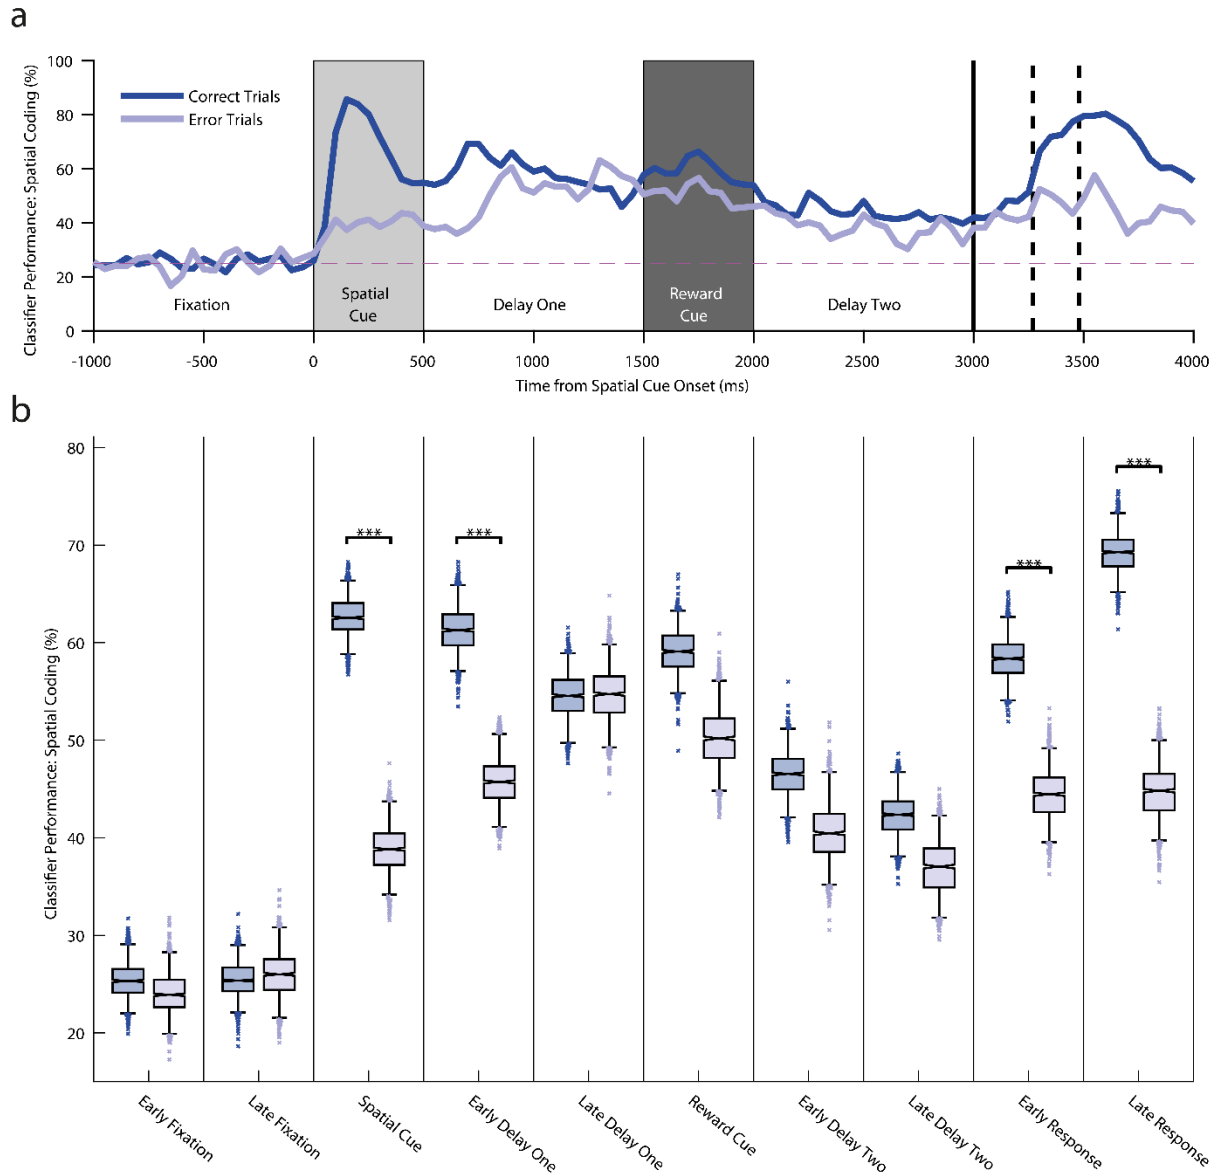 a
Classifier Performance: Spatial Coding (%)
100
80
60
40
20
0
Correct Trials
Error Trials
Fixation
Spatial
Cue
Delay One
Reward
Cue
Delay Two
-1000
-500
0
500
1000
1500
2000
2500
3000
3500
4000
Time from Spatial Cue Onset (ms)
b
Classifier Performance: Spatial Coding (%)
80
70
60
50
40
30
20
***
***
***
***
Early Fixation
Late Fixation
Spatial Cue
Early Delay One
Late Delay One
Reward Cue
Early Delay Two
Late Delay Two
Early Response
Late Response